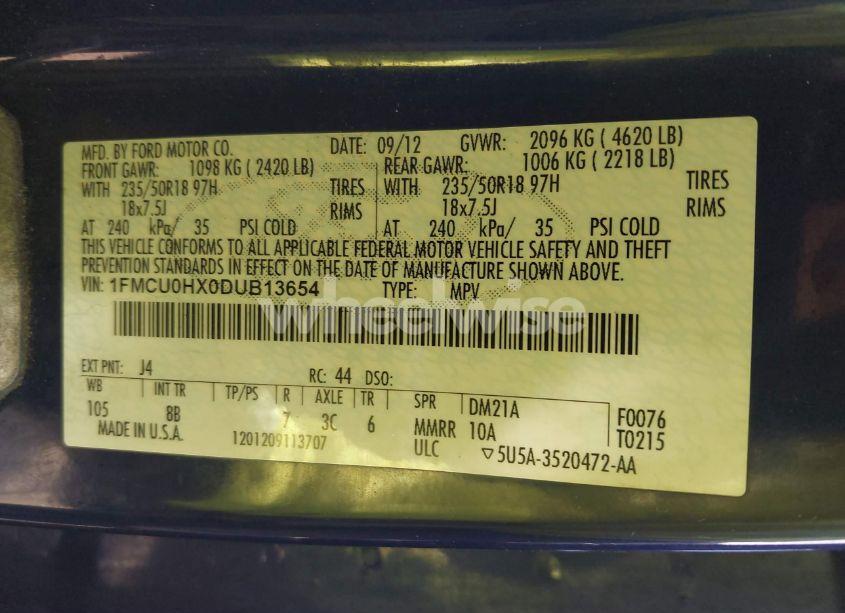 MFD. BY FORD MOTOR CO. DATE: 09/12 GVWR: 2096 KG ( 4620 LB)
FRONT GAWR: 1098 KG ( 2420 LB) REAR GAWR: 1006 KG ( 2218 LB)
WITH 235/50R18 97H TIRES WITH 235/50R18 97H TIRES
18x7.5J RIMS 18x7.5J RIMS
AT 240 kPa/ 35 PSI COLD AT 240 kPa/ 35 PSI COLD
THIS VEHICLE CONFORMS TO ALL APPLICABLE FEDERAL MOTOR VEHICLE SAFETY AND THEFT
PREVENTION STANDARDS IN EFFECT ON THE DATE OF MANUFACTURE SHOWN ABOVE.
VIN: 1FMCU0HX0DUB13654 TYPE: MPV
wheelwise
EXT PNT: J4 RC: 44 DSO:
WB INT TR TP/PS R AXLE TR SPR DM21A F0076
105 8B 7 3C 6 MMRR 10A T0215
MADE IN U.S.A. 1201209113707 ULC ▽5U5A-3520472-AA